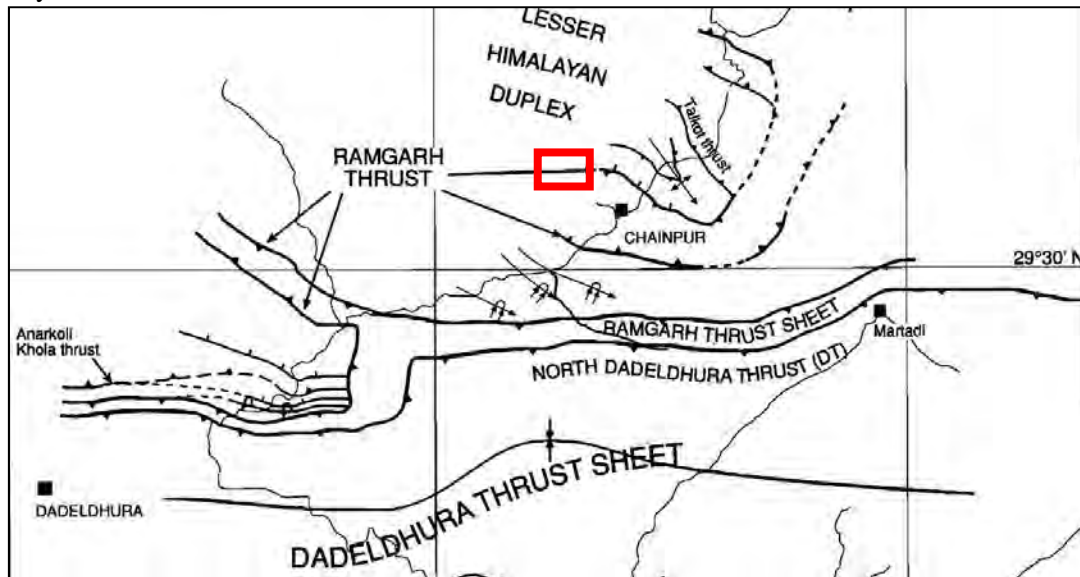 LESSER
HIMALAYAN
DUPLEX
Talkot thrust
RAMGARH
THRUST
CHAINPUR
29°30' N
Anarkoli
Khola thrust
RAMGARH THRUST SHEET
Martadi
NORTH DADELDHURA THRUST (DT)
DADELDHURA THRUST SHEET
DADELDHURA